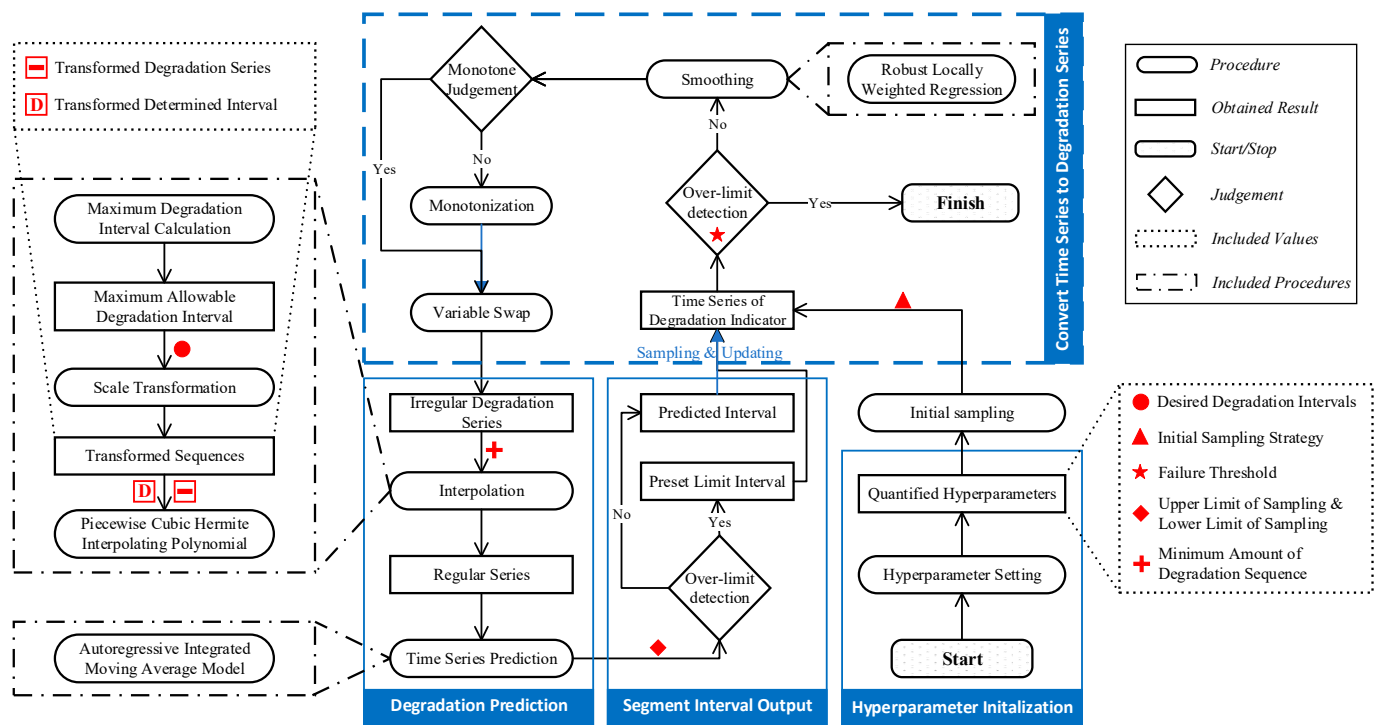 Transformed Degradation Series
D
Transformed Determined Interval
Maximum Degradation
Interval Calculation
Maximum Allowable
Degradation Interval
Scale Transformation
Transformed Sequences
D
Piecewise Cubic Hermite
Interpolating Polynomial
Autoregressive Integrated
Moving Average Model
Monotone
Judgement
Smoothing
Robust Locally
Weighted Regression
Yes
No
No
Monotonization
Over-limit
detection
Yes
Finish
Variable Swap
Time Series of
Degradation Indicator
Sampling & Updating
Convert Time Series to Degradation Series
Irregular Degradation
Series
Interpolation
Regular Series
Time Series Prediction
Degradation Prediction
Predicted Interval
Preset Limit Interval
No
Yes
Over-limit
detection
Segment Interval Output
Initial sampling
Quantified Hyperparameters
Hyperparameter Setting
Start
Hyperparameter Initalization
Procedure
Obtained Result
Start/Stop
Judgement
Included Values
Included Procedures
Desired Degradation Intervals
Initial Sampling Strategy
Failure Threshold
Upper Limit of Sampling &
Lower Limit of Sampling
Minimum Amount of
Degradation Sequence